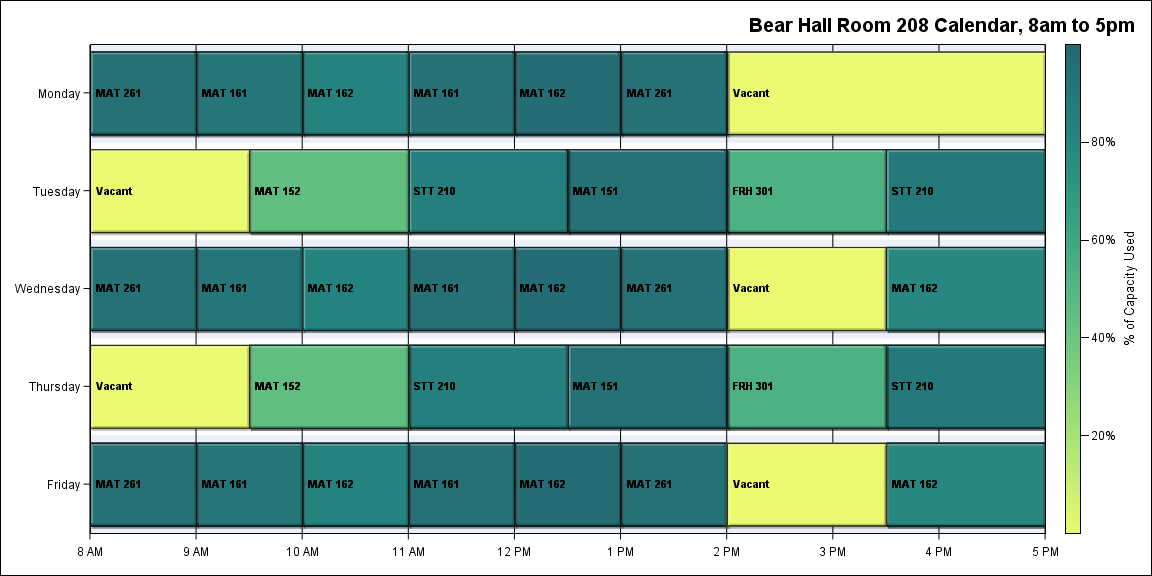 Bear Hall Room 208 Calendar, 8am to 5pm
Monday
MAT 261
MAT 161
MAT 162
MAT 161
MAT 162
MAT 261
Vacant
Tuesday
Vacant
MAT 152
STT 210
MAT 151
FRH 301
STT 210
Wednesday
MAT 261
MAT 161
MAT 162
MAT 161
MAT 162
MAT 261
Vacant
MAT 162
Thursday
Vacant
MAT 152
STT 210
MAT 151
FRH 301
STT 210
Friday
MAT 261
MAT 161
MAT 162
MAT 161
MAT 162
MAT 261
Vacant
MAT 162
8 AM
9 AM
10 AM
11 AM
12 PM
1 PM
2 PM
3 PM
4 PM
5 PM
80%
60%
40%
20%
% of Capacity Used